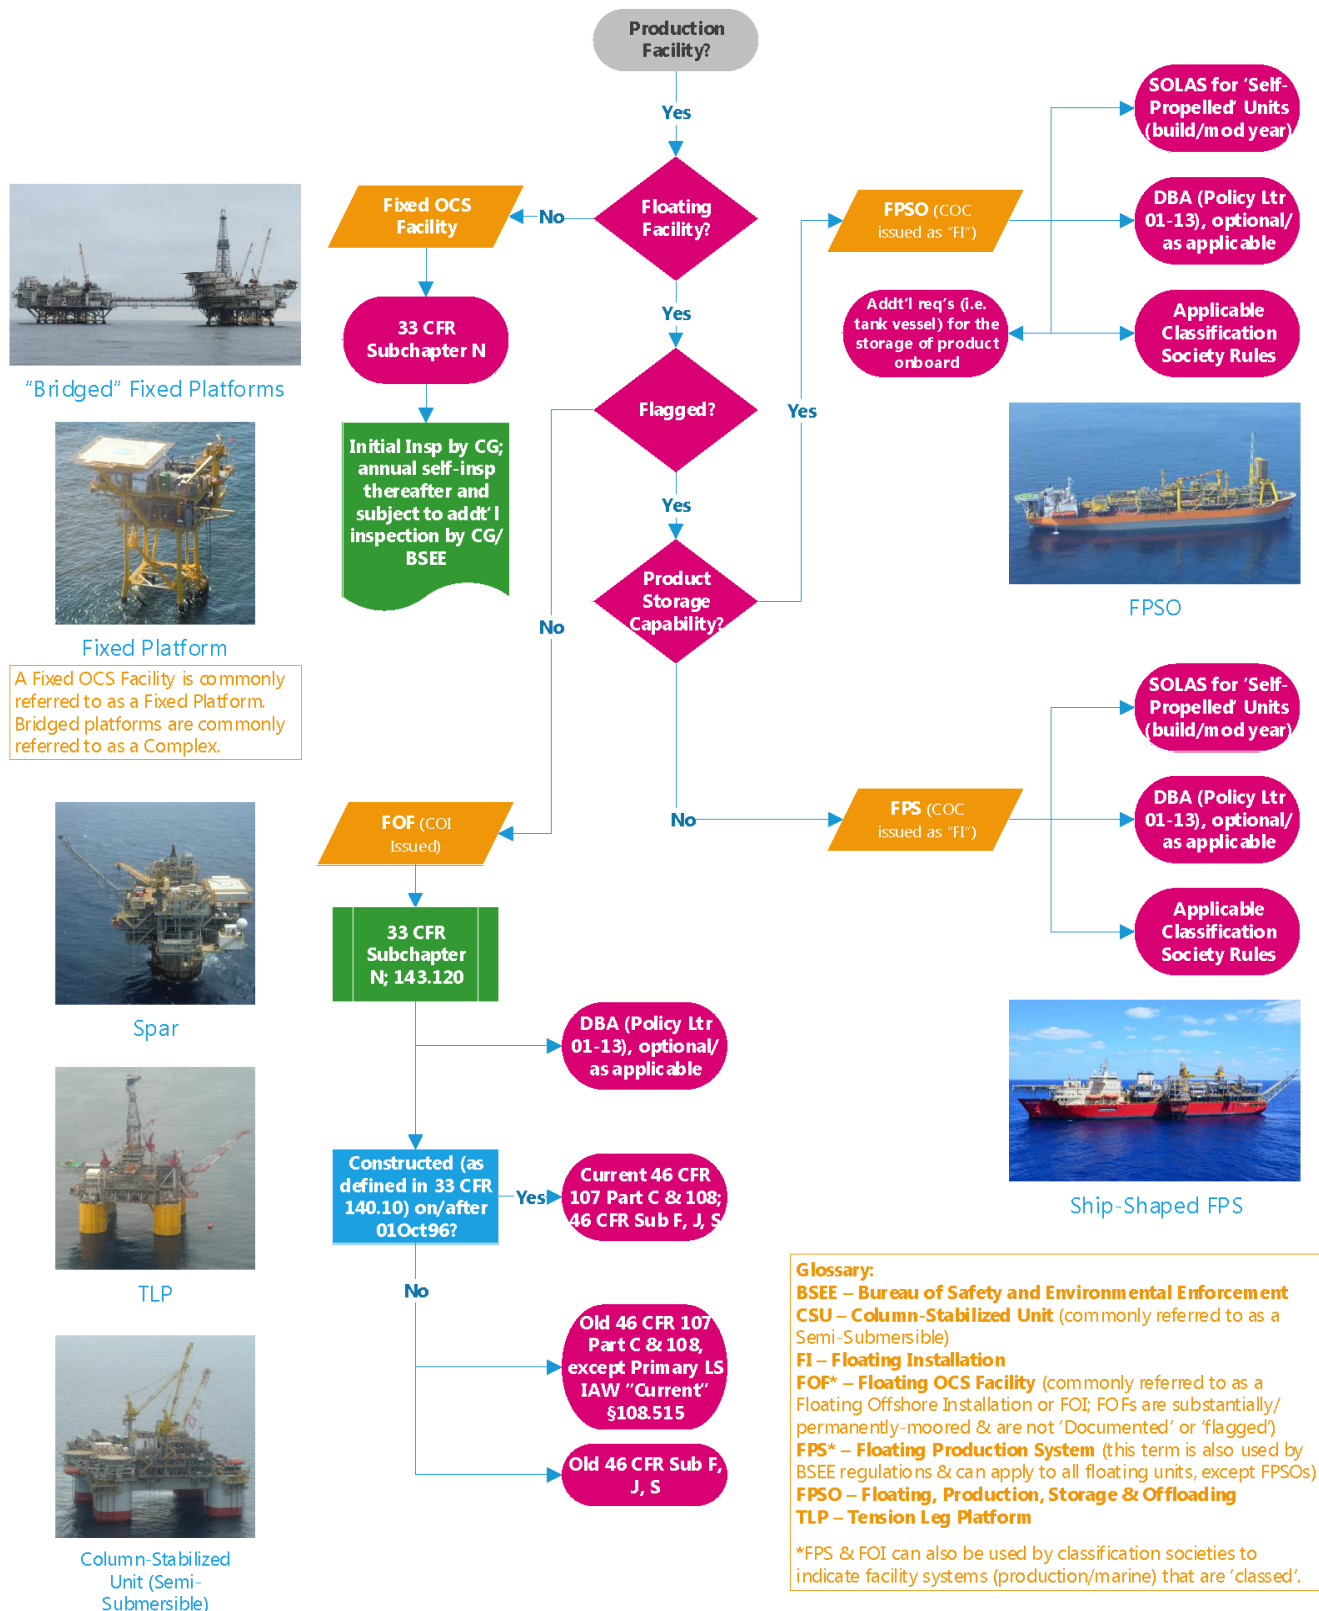 Production
Facility?
Yes
Floating
Facility?
No
Fixed OCS
Facility
33 CFR
Subchapter N
Initial Insp by CG;
annual self-insp
thereafter and
subject to addt'l
inspection by CG/
BSEE
Yes
Flagged?
Yes
Product
Storage
Capability?
Yes
FPSO (COC
issued as "FI")
SOLAS for 'Self-
Propelled' Units
(build/mod year)
DBA (Policy Ltr
01-13), optional/
as applicable
Addt'l req's (i.e.
tank vessel) for the
storage of product
onboard
Applicable
Classification
Society Rules
FPSO
"Bridged" Fixed Platforms
Fixed Platform
A Fixed OCS Facility is commonly
referred to as a Fixed Platform.
Bridged platforms are commonly
referred to as a Complex.
No
No
FPS (COC
issued as "FI")
SOLAS for 'Self-
Propelled' Units
(build/mod year)
DBA (Policy Ltr
01-13), optional/
as applicable
Applicable
Classification
Society Rules
Ship-Shaped FPS
FOF (COI
Issued)
33 CFR
Subchapter
N; 143.120
DBA (Policy Ltr
01-13), optional/
as applicable
Constructed (as
defined in 33 CFR
140.10) on/after
01Oct96?
Yes
Current 46 CFR
107 Part C & 108;
46 CFR Sub F, J, S
No
Old 46 CFR 107
Part C & 108,
except Primary LS
IAW "Current"
§108.515
Old 46 CFR Sub F,
J, S
Spar
TLP
Column-Stabilized
Unit (Semi-
Submersible)
Glossary:
BSEE – Bureau of Safety and Environmental Enforcement
CSU – Column-Stabilized Unit (commonly referred to as a
Semi-Submersible)
FI – Floating Installation
FOF* – Floating OCS Facility (commonly referred to as a
Floating Offshore Installation or FOI; FOFs are substantially/
permanently-moored & are not 'Documented' or 'flagged')
FPS* – Floating Production System (this term is also used by
BSEE regulations & can apply to all floating units, except FPSOs)
FPSO – Floating, Production, Storage & Offloading
TLP – Tension Leg Platform
*FPS & FOI can also be used by classification societies to
indicate facility systems (production/marine) that are 'classed'.